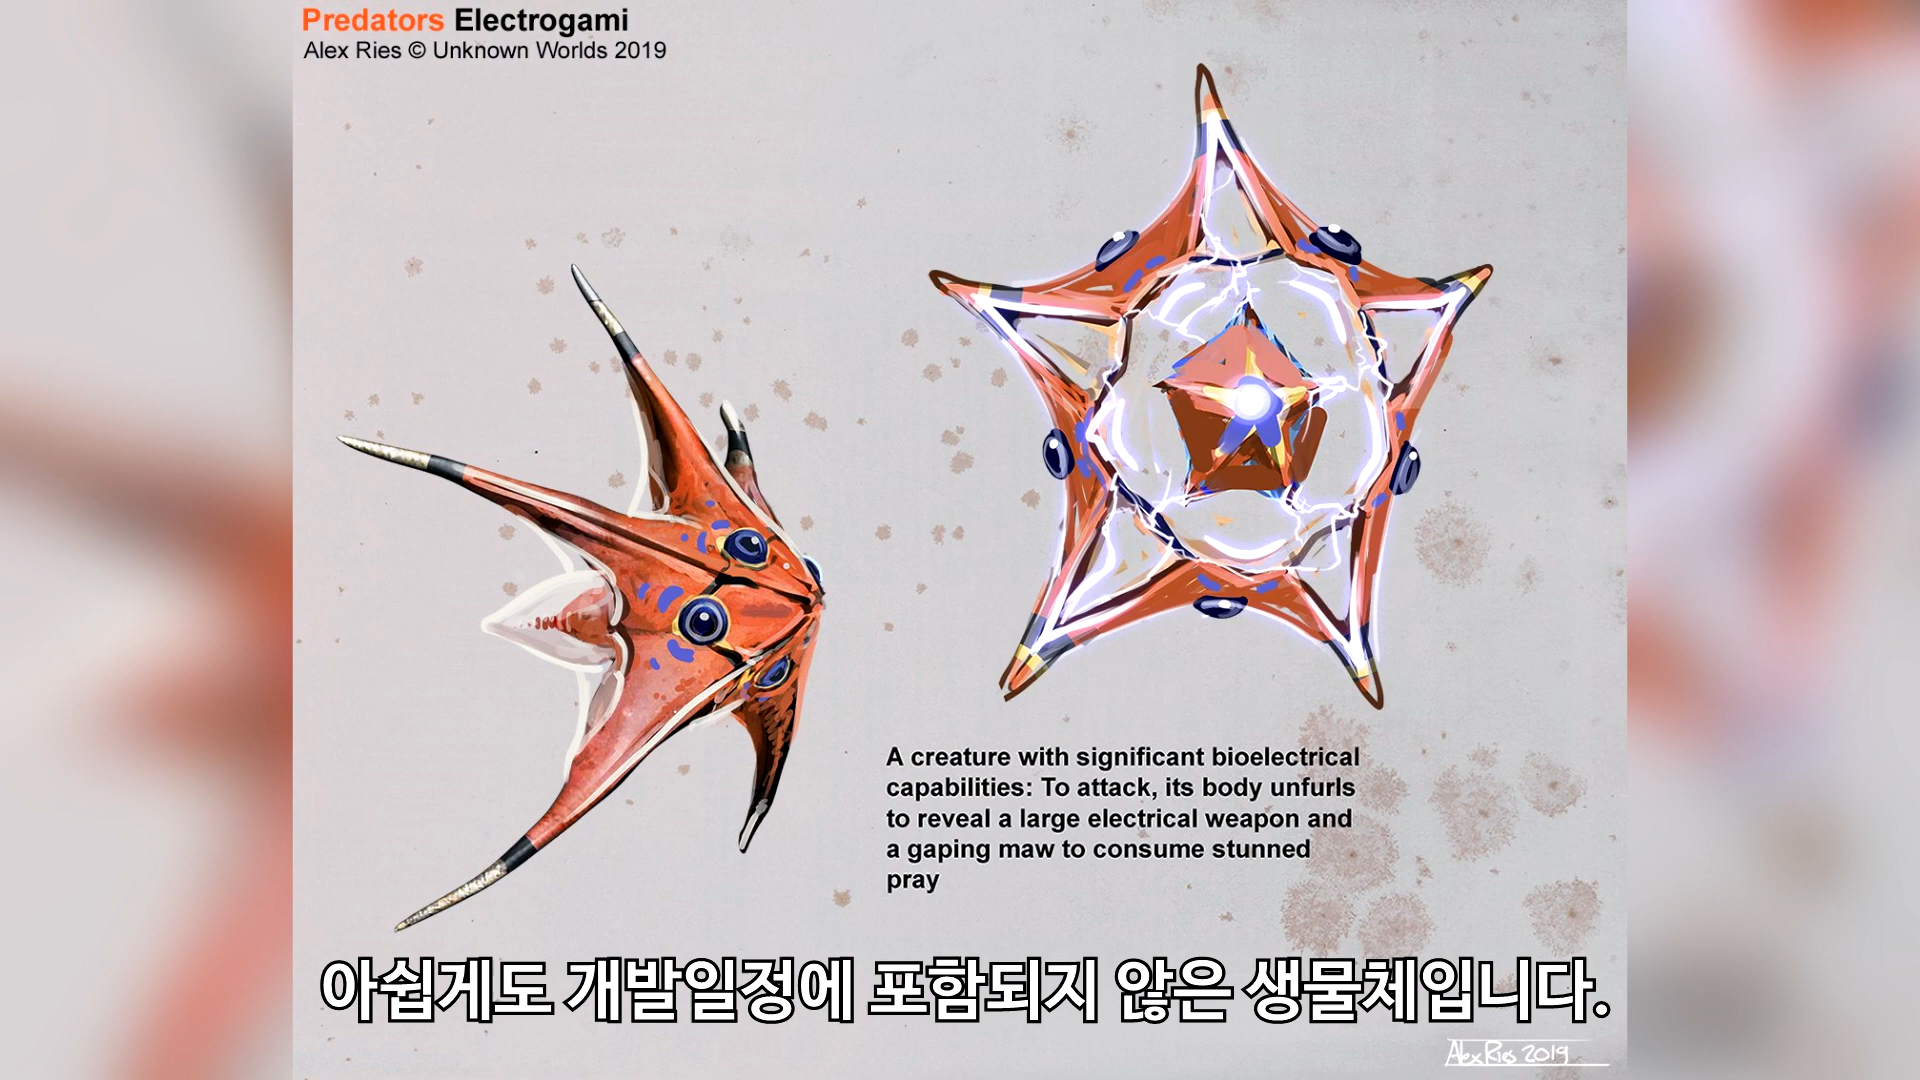 Predators Electrogami
Alex Ries © Unknown Worlds 2019
A creature with significant bioelectrical
capabilities: To attack, its body unfurls
to reveal a large electrical weapon and
a gaping maw to consume stunned
pray
아쉽게도 개발일정에 포함되지 않은 생물체입니다.
Alex Ries 2019